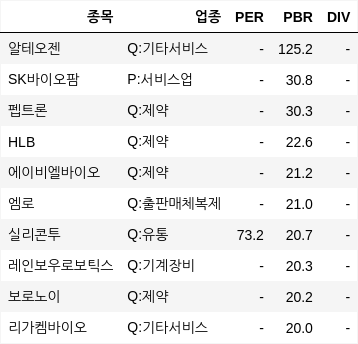 종목 업종 PER PBR DIV
알테오젠 Q:기타서비스 - 125.2 -
SK바이오팜 P:서비스업 - 30.8 -
펩트론 Q:제약 - 30.3 -
HLB Q:제약 - 22.6 -
에이비엘바이오 Q:제약 - 21.2 -
엠로 Q:출판매체복제 - 21.0 -
실리콘투 Q:유통 73.2 20.7 -
레인보우로보틱스 Q:기계장비 - 20.3 -
보로노이 Q:제약 - 20.2 -
리가켐바이오 Q:기타서비스 - 20.0 -